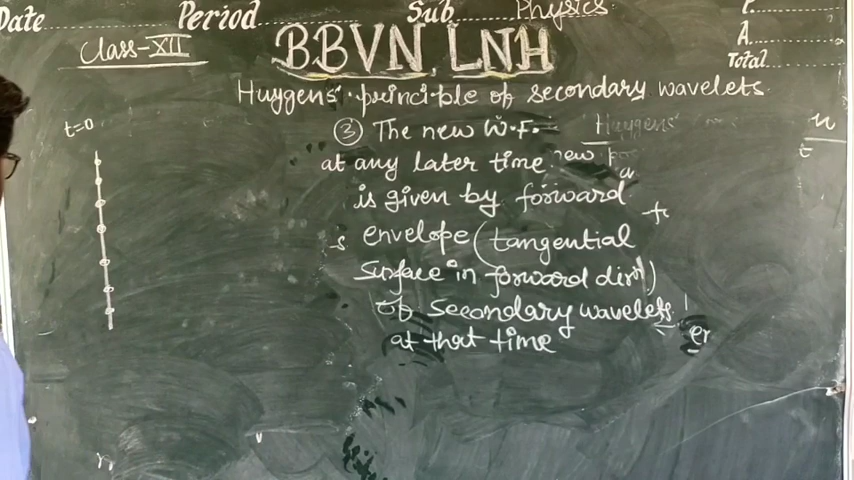 Date Period Sub Physics P.
Class-XII BBVN, LNH A.
Total
Huygens' principle of secondary wavelets
t=0
③ The new W.F.
at any later time
is given by forward
envelope (tangential
surface in forward dirn)
of secondary wavelets
at that time